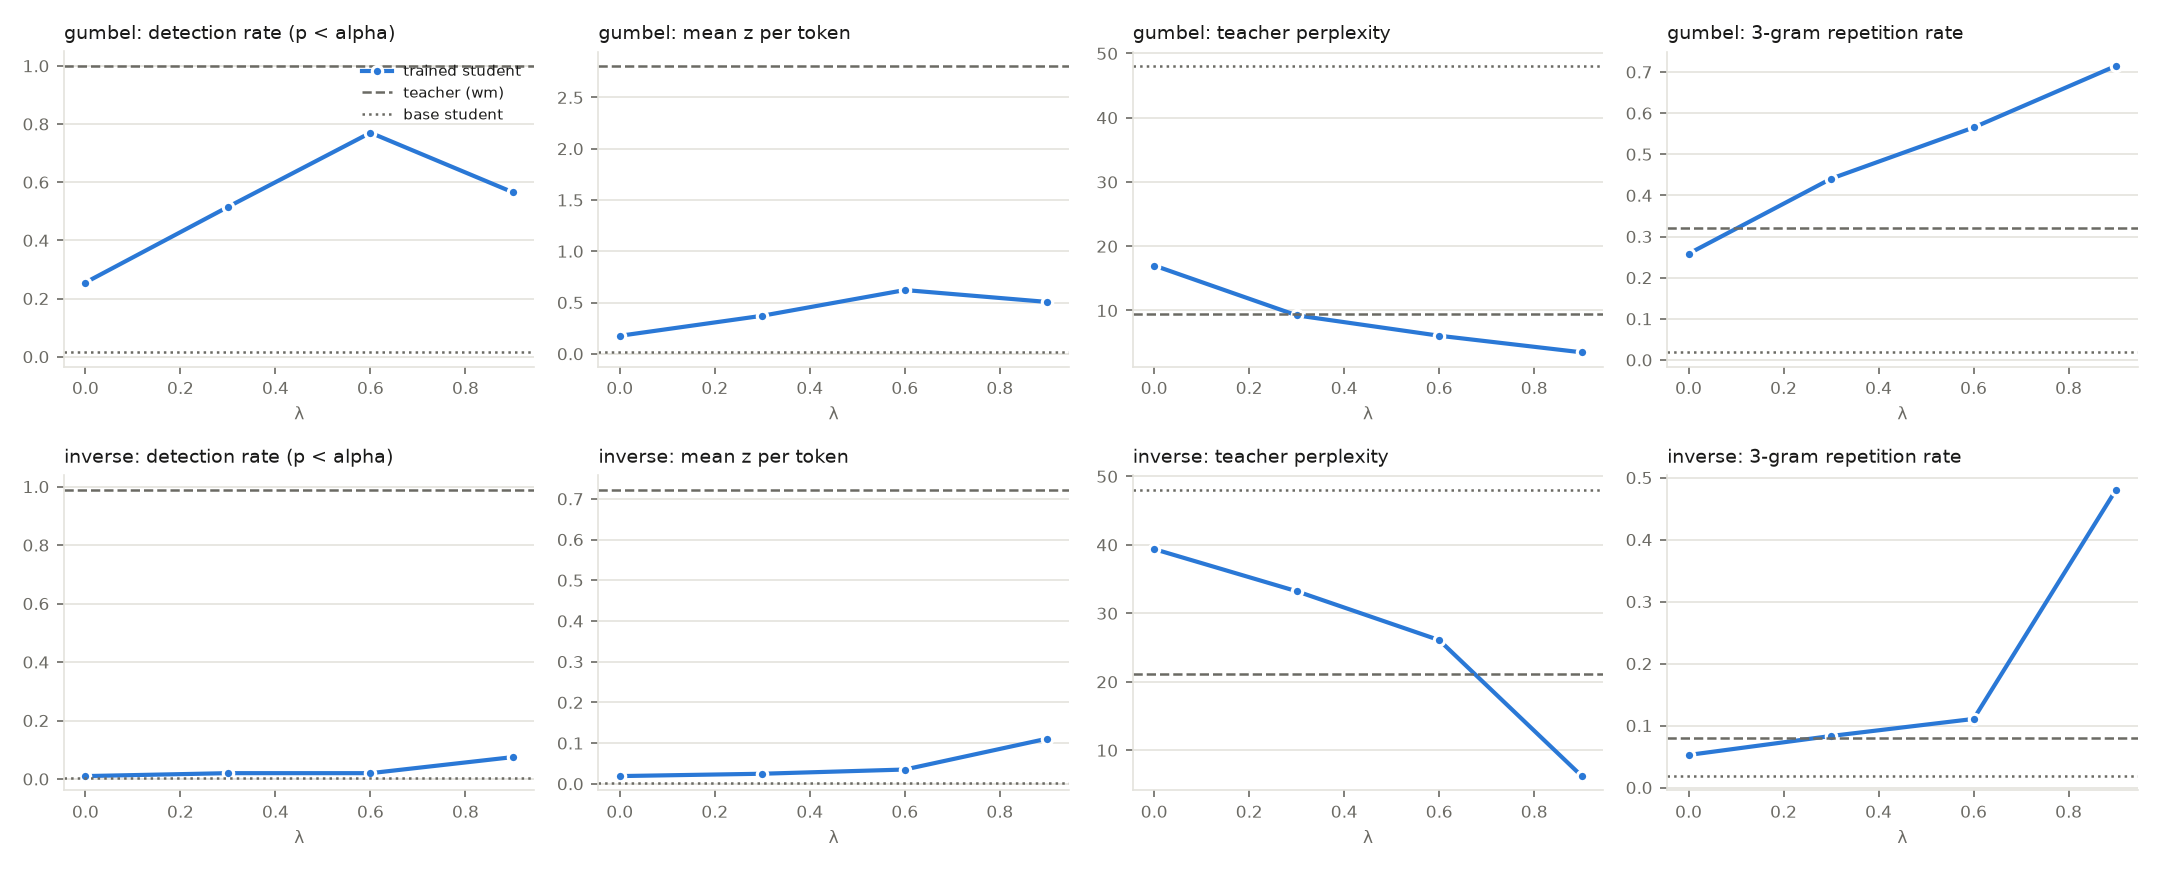 gumbel: detection rate (p < alpha)
1.0
0.8
0.6
0.4
0.2
0.0
trained student
teacher (wm)
base student
0.0 0.2 0.4 0.6 0.8
λ
gumbel: mean z per token
2.5
2.0
1.5
1.0
0.5
0.0
0.0 0.2 0.4 0.6 0.8
λ
gumbel: teacher perplexity
50
40
30
20
10
0.0 0.2 0.4 0.6 0.8
λ
gumbel: 3-gram repetition rate
0.7
0.6
0.5
0.4
0.3
0.2
0.1
0.0
0.0 0.2 0.4 0.6 0.8
λ
inverse: detection rate (p < alpha)
1.0
0.8
0.6
0.4
0.2
0.0
0.0 0.2 0.4 0.6 0.8
λ
inverse: mean z per token
0.7
0.6
0.5
0.4
0.3
0.2
0.1
0.0
0.0 0.2 0.4 0.6 0.8
λ
inverse: teacher perplexity
50
40
30
20
10
0.0 0.2 0.4 0.6 0.8
λ
inverse: 3-gram repetition rate
0.5
0.4
0.3
0.2
0.1
0.0
0.0 0.2 0.4 0.6 0.8
λ